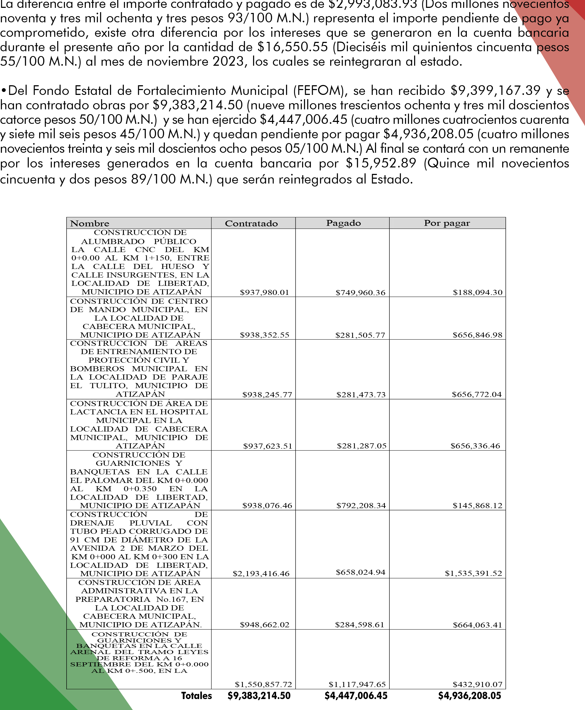 La diferencia entre el importe contratado y pagado es de $2,993,083.93 (Dos millones novecientos
noventa y tres mil ochenta y tres pesos 93/100 M.N.) representa el importe pendiente de pago ya
comprometido, existe otra diferencia por los intereses que se generaron en la cuenta bancaria
durante el presente año por la cantidad de $16,550.55 (Dieciséis mil quinientos cincuenta pesos
55/100 M.N.) al mes de noviembre 2023, los cuales se reintegraran al estado.
•Del Fondo Estatal de Fortalecimiento Municipal (FEFOM), se han recibido $9,399,167.39 y se
han contratado obras por $9,383,214.50 (nueve millones trescientos ochenta y tres mil doscientos
catorce pesos 50/100 M.N.) y se han ejercido $4,447,006.45 (cuatro millones cuatrocientos cuarenta
y siete mil seis pesos 45/100 M.N.) y quedan pendiente por pagar $4,936,208.05 (cuatro millones
novecientos treinta y seis mil doscientos ocho pesos 05/100 M.N.) Al final se contará con un remanente
por los intereses generados en la cuenta bancaria por $15,952.89 (Quince mil novecientos
cincuenta y dos pesos 89/100 M.N.) que serán reintegrados al Estado.
Nombre Contratado Pagado Por pagar
CONSTRUCCIÓN DE
ALUMBRADO PÚBLICO
LA CALLE CNC DEL KM
0+0.00 AL KM 1+150, ENTRE
LA CALLE DEL HUESO Y
CALLE INSURGENTES, EN LA
LOCALIDAD DE LIBERTAD,
MUNICIPIO DE ATIZAPÁN $937,980.01 $749,960.36 $188,094.30
CONSTRUCCIÓN DE CENTRO
DE MANDO MUNICIPAL, EN
LA LOCALIDAD DE
CABECERA MUNICIPAL,
MUNICIPIO DE ATIZAPÁN $938,352.55 $281,505.77 $656,846.98
CONSTRUCCIÓN DE ÁREAS
DE ENTRENAMIENTO DE
PROTECCIÓN CIVIL Y
BOMBEROS MUNICIPAL EN
LA LOCALIDAD DE PARAJE
EL TULITO, MUNICIPIO DE
ATIZAPÁN $938,245.77 $281,473.73 $656,772.04
CONSTRUCCIÓN DE ÁREA DE
LACTANCIA EN EL HOSPITAL
MUNICIPAL EN LA
LOCALIDAD DE CABECERA
MUNICIPAL, MUNICIPIO DE
ATIZAPÁN $937,623.51 $281,287.05 $656,336.46
CONSTRUCCIÓN DE
GUARNICIONES Y
BANQUETAS EN LA CALLE
EL PALOMAR DEL KM 0+0.000
AL KM 0+0.350 EN LA
LOCALIDAD DE LIBERTAD,
MUNICIPIO DE ATIZAPÁN $938,076.46 $792,208.34 $145,868.12
CONSTRUCCIÓN DE
DRENAJE PLUVIAL CON
TUBO PEAD CORRUGADO DE
91 CM DE DIÁMETRO DE LA
AVENIDA 2 DE MARZO DEL
KM 0+000 AL KM 0+300 EN LA
LOCALIDAD DE LIBERTAD,
MUNICIPIO DE ATIZAPÁN $2,193,416.46 $658,024.94 $1,535,391.52
CONSTRUCCIÓN DE ÁREA
ADMINISTRATIVA EN LA
PREPARATORIA No.167, EN
LA LOCALIDAD DE
CABECERA MUNICIPAL,
MUNICIPIO DE ATIZAPÁN. $948,662.02 $284,598.61 $664,063.41
CONSTRUCCIÓN DE
GUARNICIONES Y
BANQUETAS EN LA CALLE
ARENAL DEL TRAMO LEYES
DE REFORMA A 16
SEPTIEMBRE DEL KM 0+0.000
AL KM 0+.500, EN LA
$1,550,857.72 $1,117,947.65 $432,910.07
Totales $9,383,214.50 $4,447,006.45 $4,936,208.05